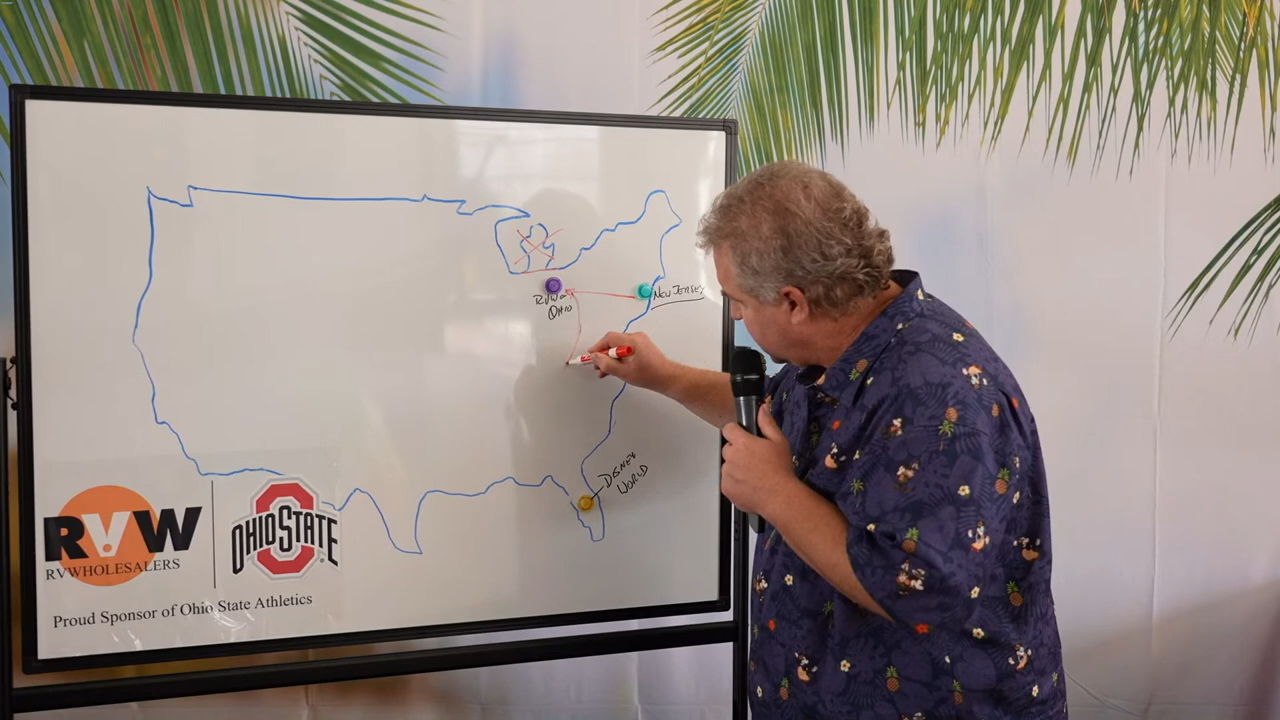 RVW
OHIO
NEW JERSEY
DISNEY
WORLD
RVW
RVWHOLESALERS
OHIO STATE
Proud Sponsor of Ohio State Athletics